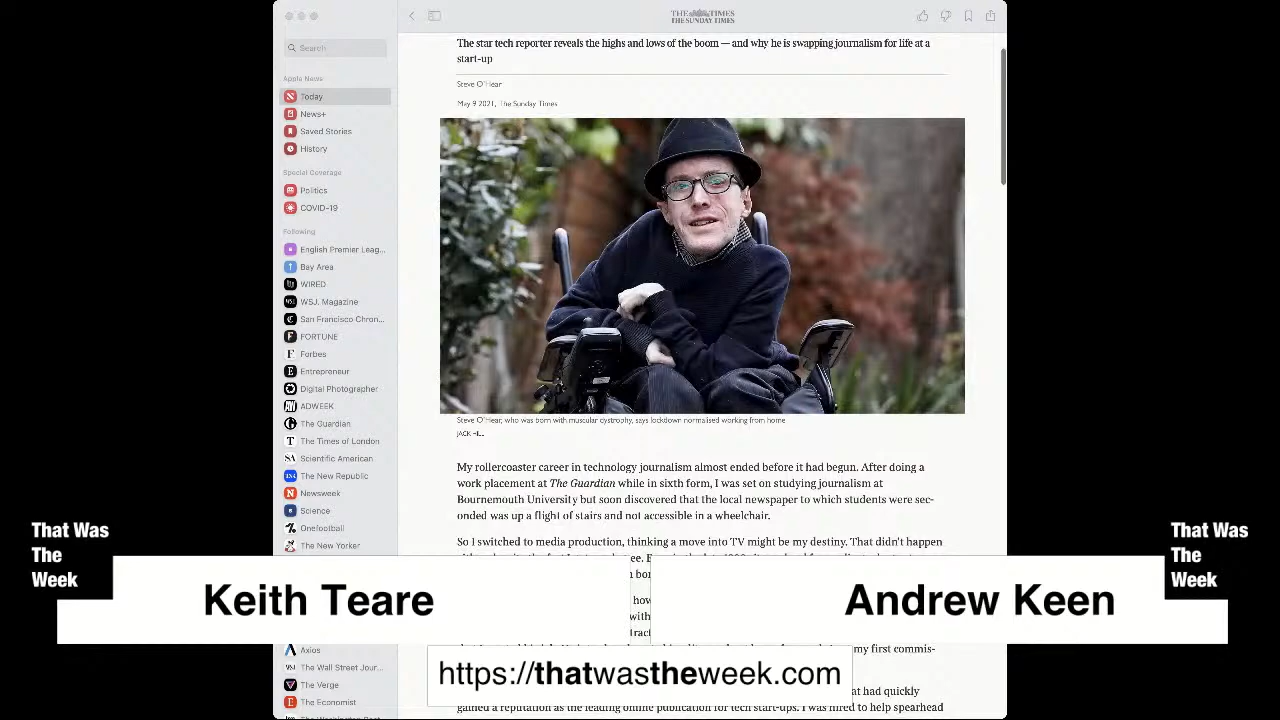 THE TIMES
THE SUNDAY TIMES
Search
Apple News
Today
News+
Saved Stories
History
Special Coverage
Politics
COVID-19
Following
English Premier Leag...
Bay Area
WIRED
WSJ. Magazine
San Francisco Chron...
FORTUNE
Forbes
Entrepreneur
Digital Photographer
ADWEEK
The Guardian
The Times of London
Scientific American
The New Republic
Newsweek
Science
Onefootball
The New Yorker
Axios
The Wall Street Jour...
The Verge
The Economist
The star tech reporter reveals the highs and lows of the boom — and why he is swapping journalism for life at a
start-up
Steve O'Hear
May 9 2021, The Sunday Times
Steve O'Hear, who was born with muscular dystrophy, says lockdown normalised working from home
My rollercoaster career in technology journalism almost ended before it had begun. After doing a
work placement at The Guardian while in sixth form, I was set on studying journalism at
Bournemouth University but soon discovered that the local newspaper to which students were sec-
onded was up a flight of stairs and not accessible in a wheelchair.
So I switched to media production, thinking a move into TV might be my destiny. That didn't happen
my first commis-
at had quickly
gained a reputation as the leading online publication for tech start-ups. I was hired to help spearhead
That Was
The
Week
Keith Teare
Andrew Keen
That Was
The
Week
https://thatwastheweek.com